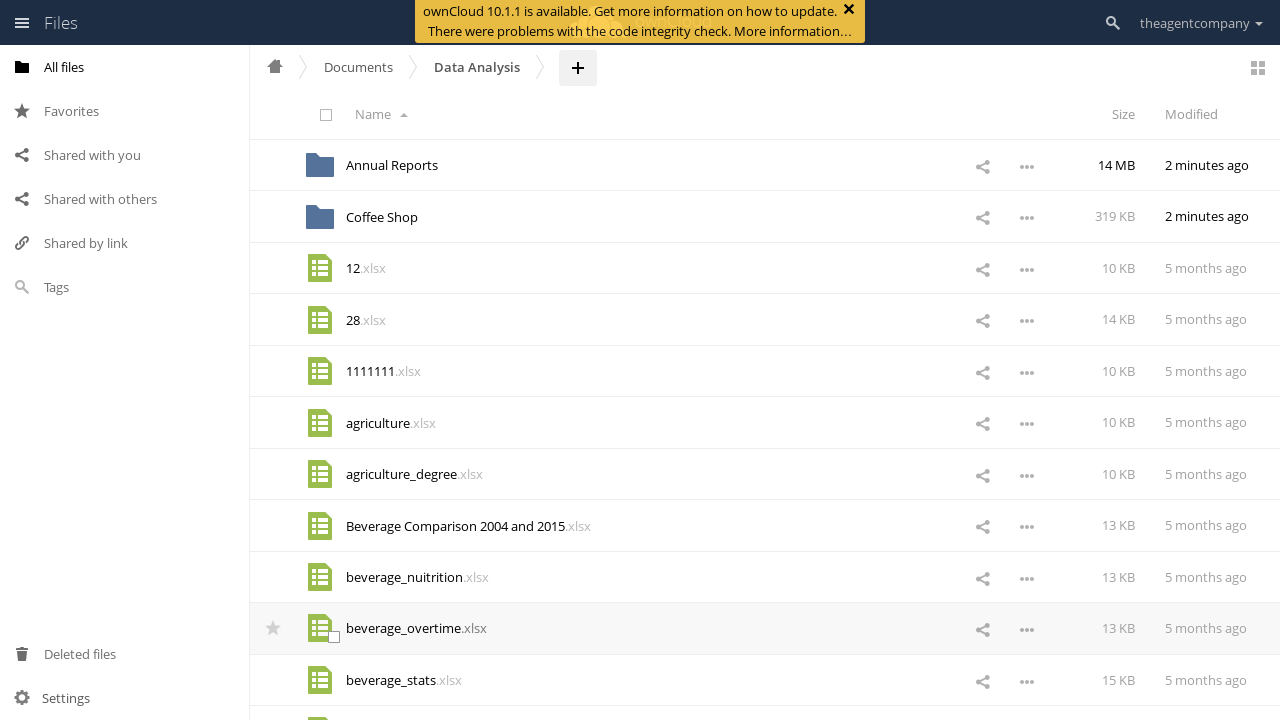 ownCloud 10.1.1 is available. Get more information on how to update.
There were problems with the code integrity check. More information…
Files
theagentcompany
All files
Favorites
Shared with you
Shared with others
Shared by link
Tags
Deleted files
Settings
Documents
Data Analysis
Name
Size
Modified
Annual Reports 14 MB 2 minutes ago
Coffee Shop 319 KB 2 minutes ago
12.xlsx 10 KB 5 months ago
28.xlsx 14 KB 5 months ago
1111111.xlsx 10 KB 5 months ago
agriculture.xlsx 10 KB 5 months ago
agriculture_degree.xlsx 10 KB 5 months ago
Beverage Comparison 2004 and 2015.xlsx 13 KB 5 months ago
beverage_nuitrition.xlsx 13 KB 5 months ago
beverage_overtime.xlsx 13 KB 5 months ago
beverage_stats.xlsx 15 KB 5 months ago